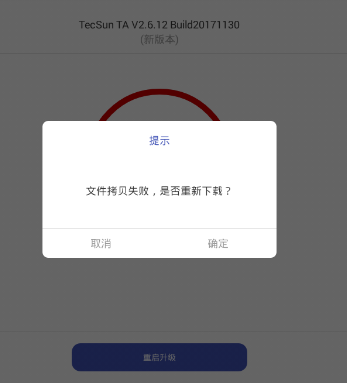 TecSun TA V2.6.12 Build20171130
(新版本)
提示
文件拷贝失败，是否重新下载？
取消
确定
重启升级